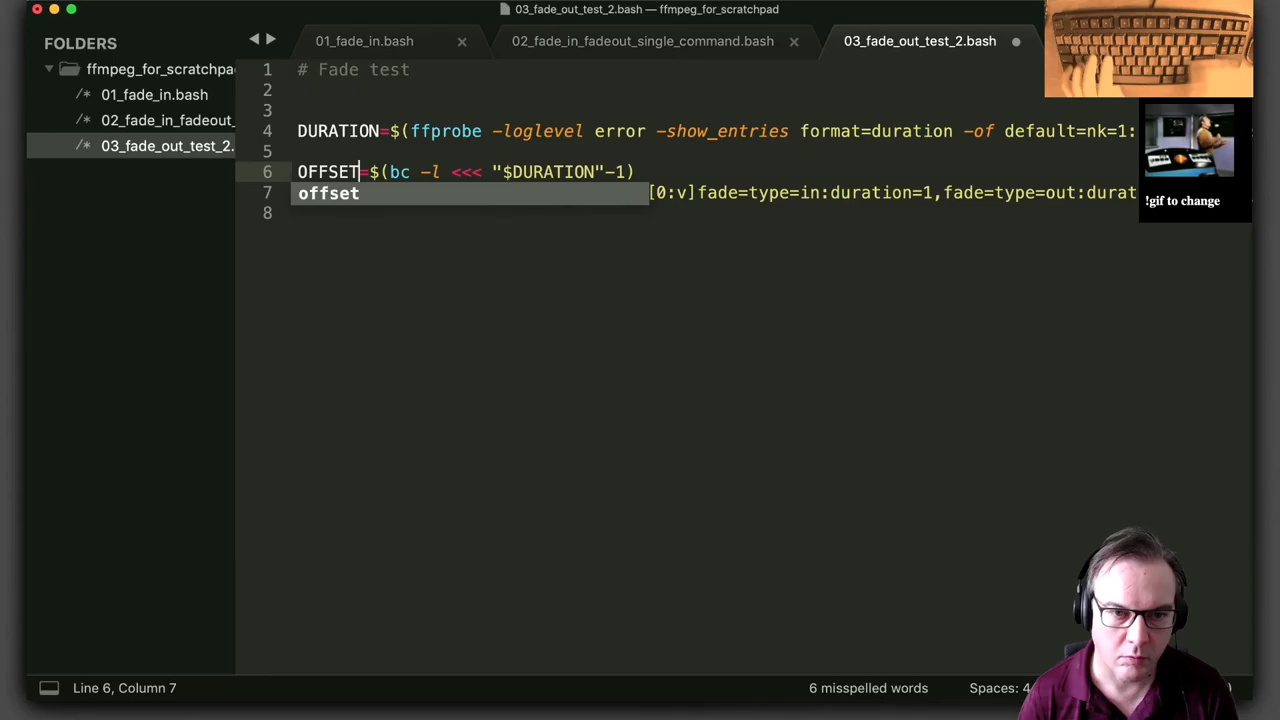 03_fade_out_test_2.bash — ffmpeg_for_scratchpad
FOLDERS
ffmpeg_for_scratchpa
01_fade_in.bash
02_fade_in_fadeout_
03_fade_out_test_2.
01_fade_in.bash
02_fade_in_fadeout_single_command.bash
03_fade_out_test_2.bash
1 # Fade test
2
3
4 DURATION=$(ffprobe -loglevel error -show_entries format=duration -of default=nk=1:
5
6 OFFSET=$(bc -l <<< "$DURATION"-1)
offset
7 [0:v]fade=type=in:duration=1,fade=type=out:durat
8
!gif to change
Line 6, Column 7
6 misspelled words
Spaces: 4